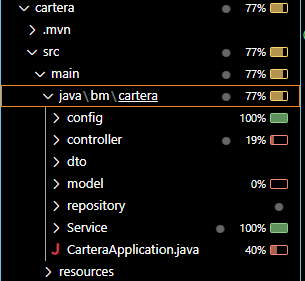 cartera 77%
.mvn
src 77%
main 77%
java\bm\cartera 77%
config 100%
controller 19%
dto
model 0%
repository
Service 100%
J CarteraApplication.java 40%
resources